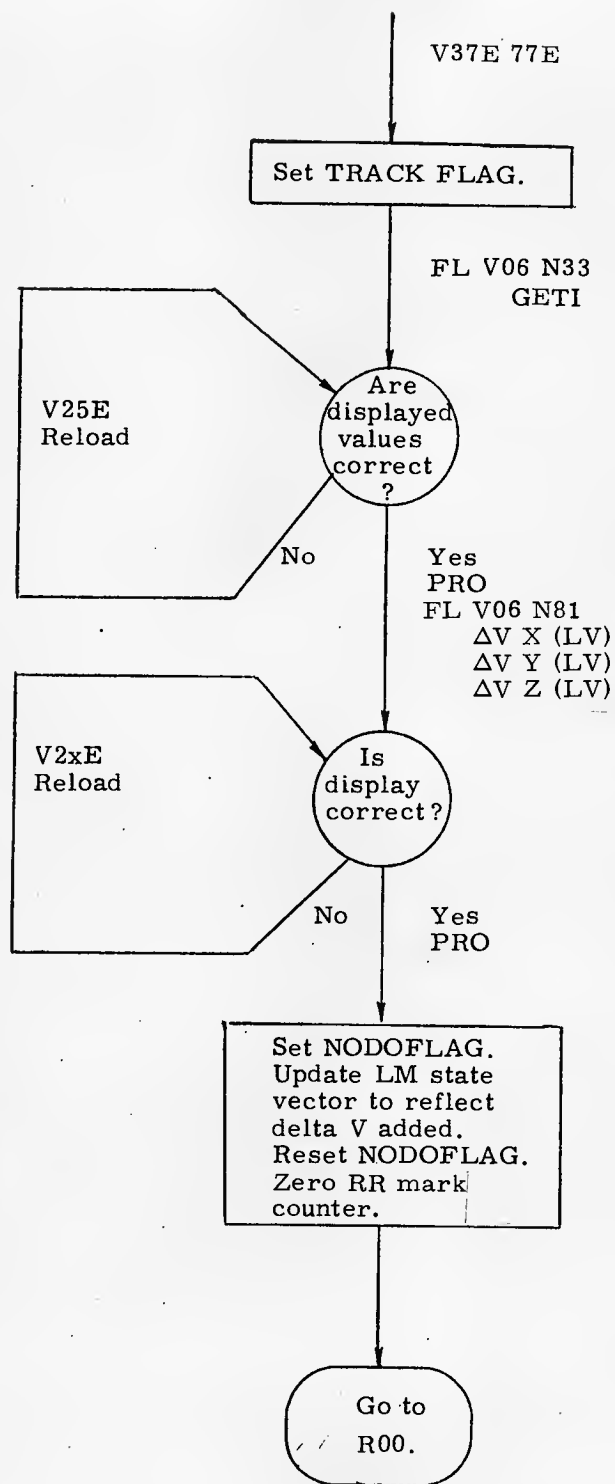 V37E 77E
Set TRACK FLAG.
FL V06 N33
GETI
Are
displayed
values
correct
?
V25E
Reload
No
Yes
PRO
FL V06 N81
ΔV X (LV)
ΔV Y (LV)
ΔV Z (LV)
Is
display
correct?
V2xE
Reload
No
Yes
PRO
Set NODOFLAG.
Update LM state
vector to reflect
delta V added.
Reset NODOFLAG.
Zero RR mark
counter.
Go to
R00.